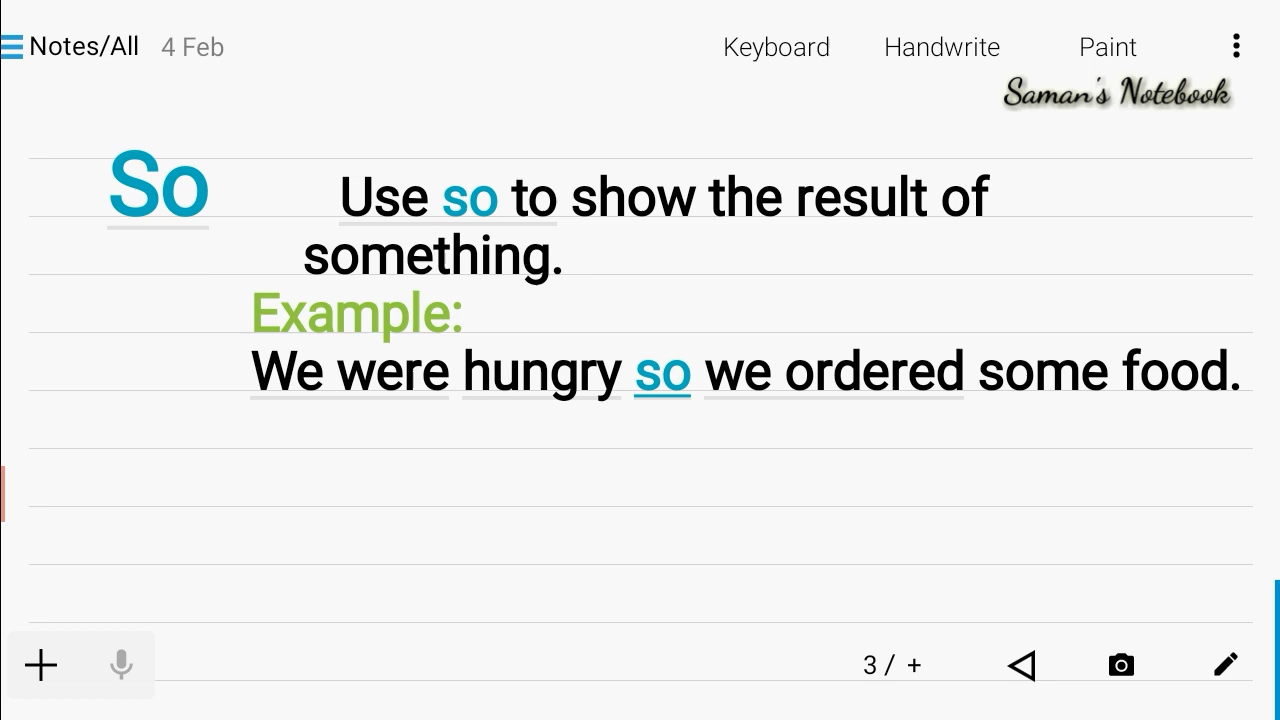 Notes/All 4 Feb Keyboard Handwrite Paint
Saman's Notebook
So Use so to show the result of
something.
Example:
We were hungry so we ordered some food.
3 / +